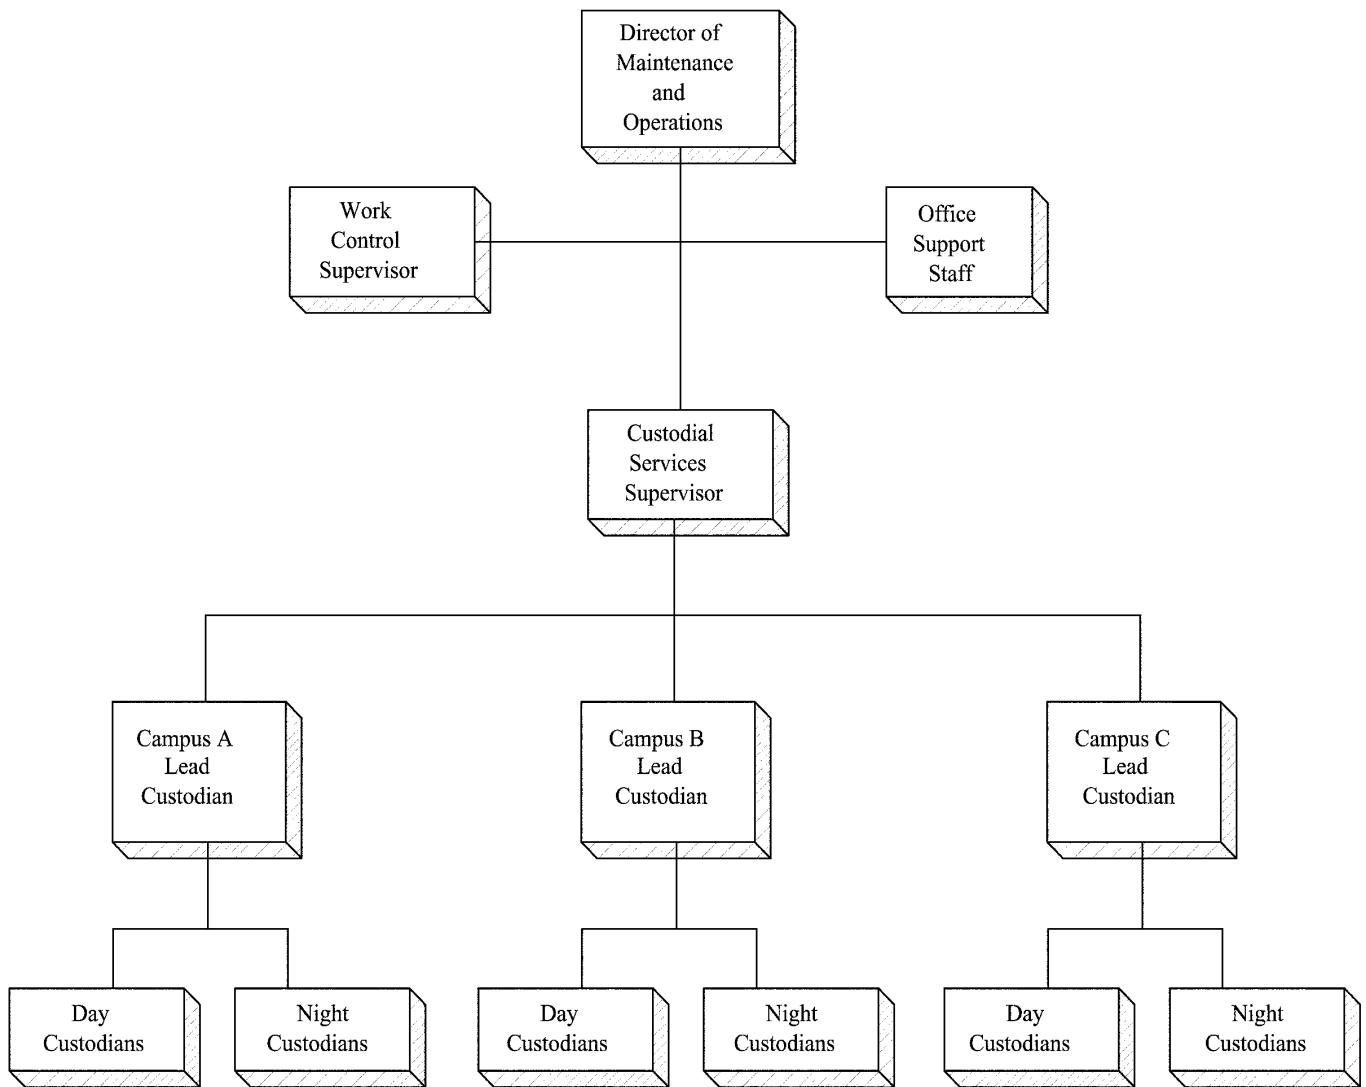 Director of
Maintenance
and
Operations
Work
Control
Supervisor
Office
Support
Staff
Custodial
Services
Supervisor
Campus A
Lead
Custodian
Campus B
Lead
Custodian
Campus C
Lead
Custodian
Day
Custodians
Night
Custodians
Day
Custodians
Night
Custodians
Day
Custodians
Night
Custodians